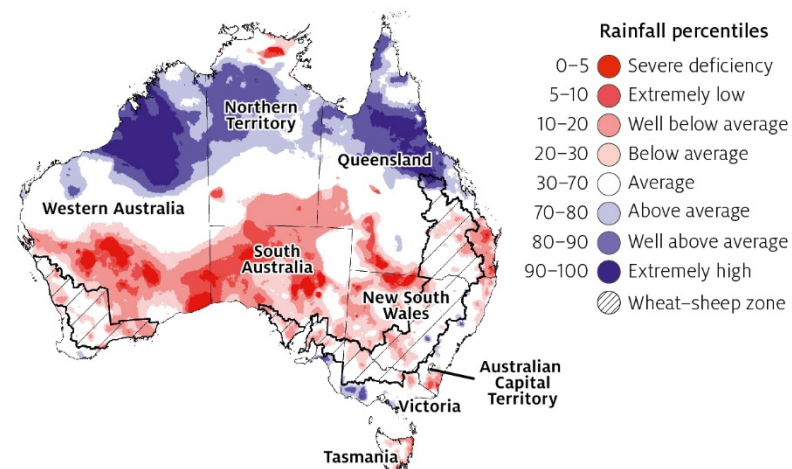 Northern
Territory
Queensland
Western Australia
South
Australia
New South
Wales
Australian
Capital
Territory
Victoria
Tasmania
Rainfall percentiles
0–5 Severe deficiency
5–10 Extremely low
10–20 Well below average
20–30 Below average
30–70 Average
70–80 Above average
80–90 Well above average
90–100 Extremely high
Wheat–sheep zone